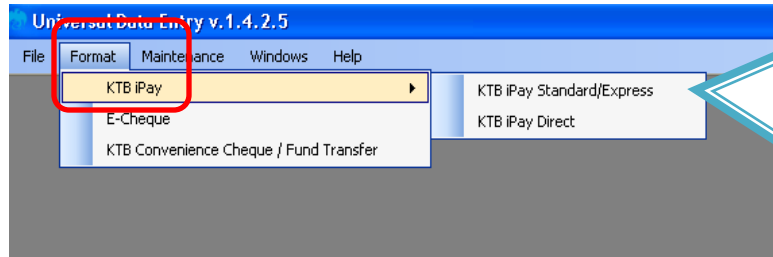 Universal Data Entry v.1.4.2.5
File Format Maintenance Windows Help
KTB iPay
KTB iPay Standard/Express
E-Cheque
KTB iPay Direct
KTB Convenience Cheque / Fund Transfer